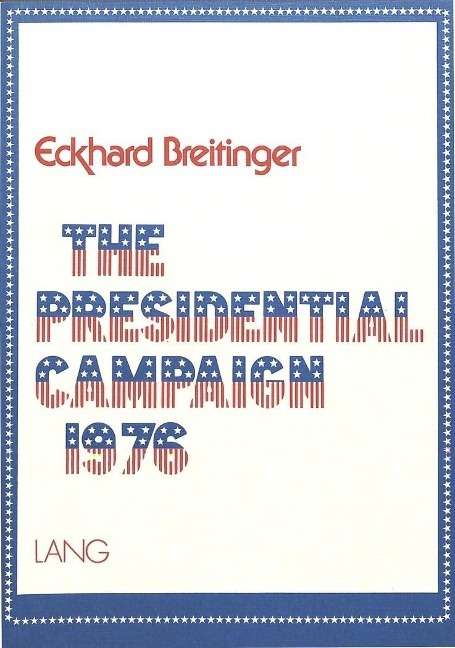 Eckhard Breitinger
THE
PRESIDENTIAL
CAMPAIGN
1976
LANG